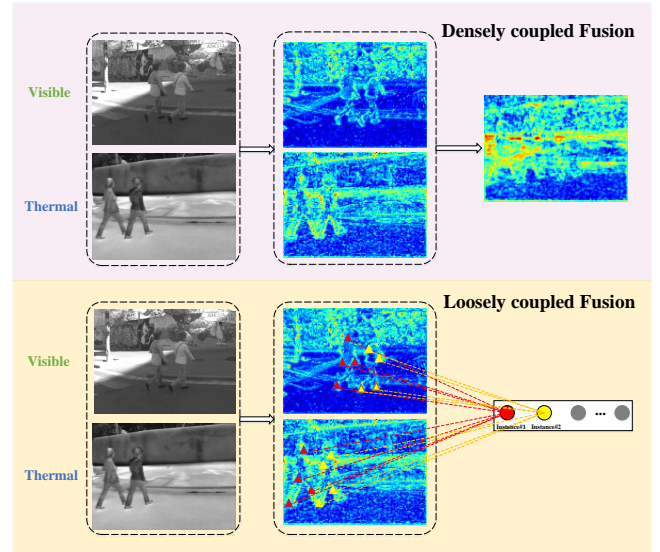 Densely coupled Fusion
Visible
Thermal
Loosely coupled Fusion
Visible
Thermal
...
Instance#1 Instance#2